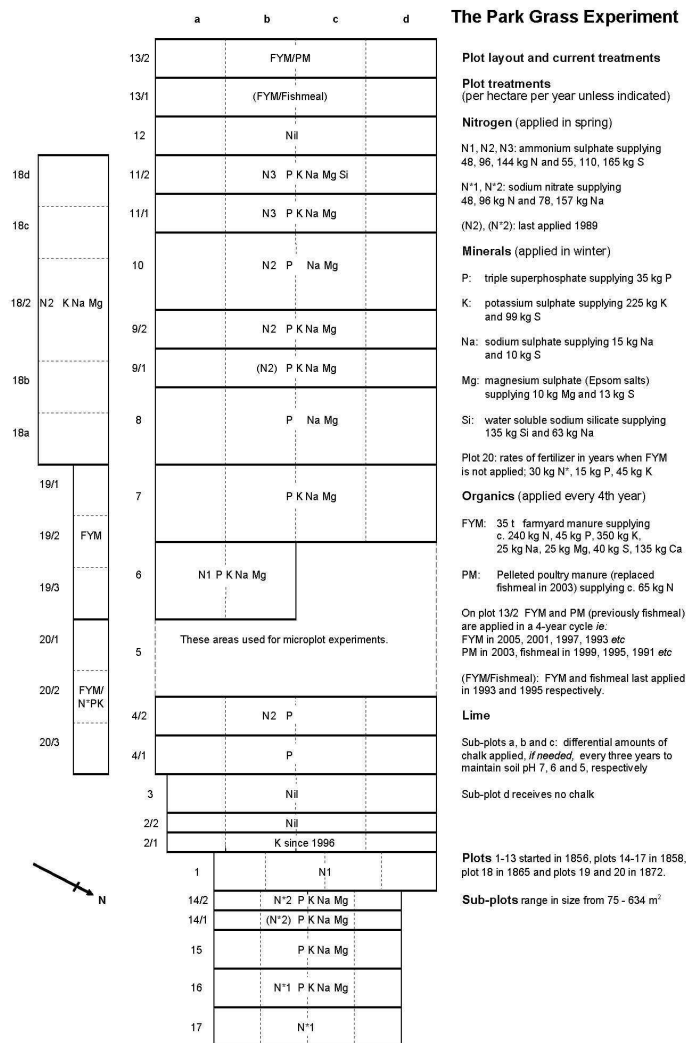 The Park Grass Experiment
a b c d
13/2 FYM/PM
13/1 (FYM/Fishmeal)
12 Nil
11/2 N3 P K Na Mg Si
11/1 N3 P K Na Mg
10 N2 P Na Mg
9/2 N2 P K Na Mg
9/1 (N2) P K Na Mg
8 P Na Mg
7 P K Na Mg
6 N1 P K Na Mg
5 These areas used for microplot experiments.
4/2 N2 P
4/1 P
3 Nil
2/2 Nil
2/1 K since 1996
1 N1
14/2 N*2 P K Na Mg
14/1 (N*2) P K Na Mg
15 P K Na Mg
16 N*1 P K Na Mg
17 N*1
18d
18c
18/2 N2 K Na Mg
18b
18a
19/1
19/2 FYM
19/3
20/1
20/2 FYM/
N*PK
20/3
N
Plot layout and current treatments
Plot treatments
(per hectare per year unless indicated)
Nitrogen (applied in spring)
N1, N2, N3: ammonium sulphate supplying
48, 96, 144 kg N and 55, 110, 165 kg S
N*1, N*2: sodium nitrate supplying
48, 96 kg N and 78, 157 kg Na
(N2), (N*2): last applied 1989
Minerals (applied in winter)
P: triple superphosphate supplying 35 kg P
K: potassium sulphate supplying 225 kg K
and 99 kg S
Na: sodium sulphate supplying 15 kg Na
and 10 kg S
Mg: magnesium sulphate (Epsom salts)
supplying 10 kg Mg and 13 kg S
Si: water soluble sodium silicate supplying
135 kg Si and 63 kg Na
Plot 20: rates of fertilizer in years when FYM
is not applied; 30 kg N*, 15 kg P, 45 kg K
Organics (applied every 4th year)
FYM: 35 t farmyard manure supplying
c. 240 kg N, 45 kg P, 350 kg K,
25 kg Na, 25 kg Mg, 40 kg S, 135 kg Ca
PM: Pelleted poultry manure (replaced
fishmeal in 2003) supplying c. 65 kg N
On plot 13/2 FYM and PM (previously fishmeal)
are applied in a 4-year cycle ie:
FYM in 2005, 2001, 1997, 1993 etc
PM in 2003, fishmeal in 1999, 1995, 1991 etc
(FYM/Fishmeal): FYM and fishmeal last applied
in 1993 and 1995 respectively.
Lime
Sub-plots a, b and c: differential amounts of
chalk applied, if needed, every three years to
maintain soil pH 7, 6 and 5, respectively
Sub-plot d receives no chalk
Plots 1-13 started in 1856, plots 14-17 in 1858,
plot 18 in 1865 and plots 19 and 20 in 1872.
Sub-plots range in size from 75 - 634 m²